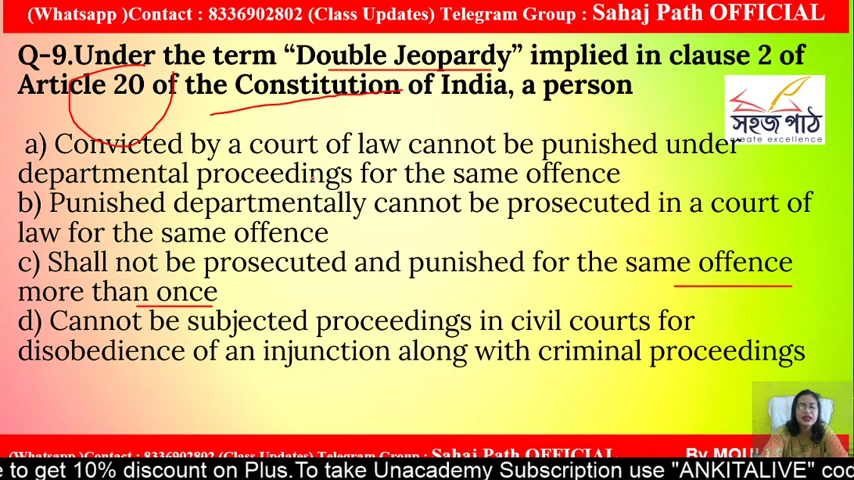 (Whatsapp )Contact : 8336902802 (Class Updates) Telegram Group : Sahaj Path OFFICIAL
Q-9.Under the term “Double Jeopardy” implied in clause 2 of
Article 20 of the Constitution of India, a person
সহজ পাঠ
create excellence
a) Convicted by a court of law cannot be punished under
departmental proceedings for the same offence
b) Punished departmentally cannot be prosecuted in a court of
law for the same offence
c) Shall not be prosecuted and punished for the same offence
more than once
d) Cannot be subjected proceedings in civil courts for
disobedience of an injunction along with criminal proceedings
(Whatsapp )Contact : 8336902802 (Class Updates) Telegram Group : Sahaj Path OFFICIAL By
to get 10% discount on Plus.To take Unacademy Subscription use "ANKITALIVE"